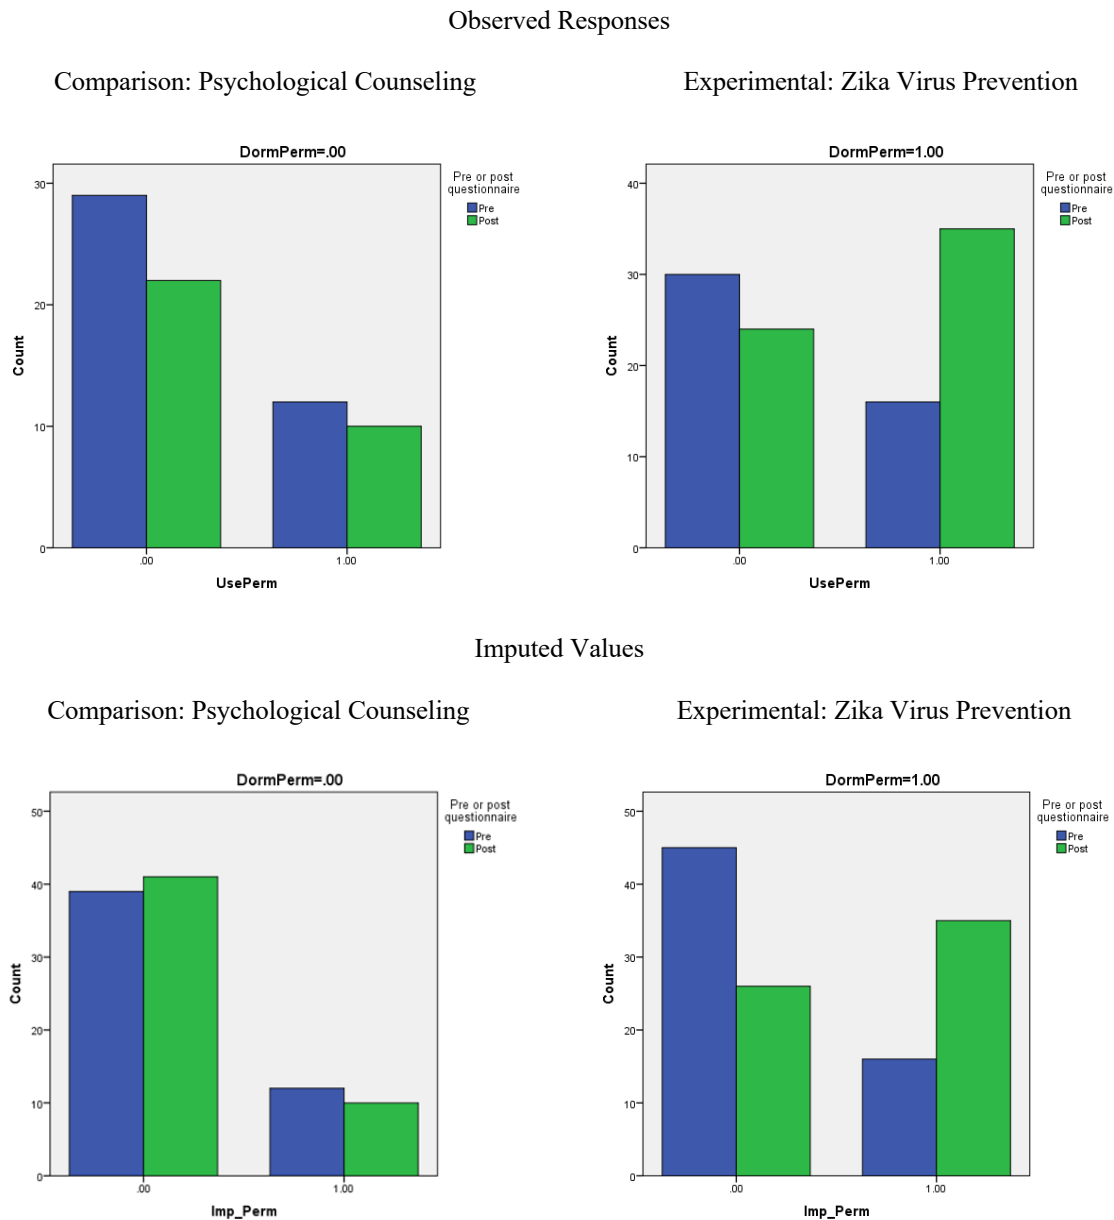 Observed Responses
Comparison: Psychological Counseling
Experimental: Zika Virus Prevention
DormPerm=.00
Pre or post
questionnaire
Pre
Post
30
20
10
0
Count
.00
1.00
UsePerm
DormPerm=1.00
Pre or post
questionnaire
Pre
Post
40
30
20
10
0
Count
.00
1.00
UsePerm
Imputed Values
Comparison: Psychological Counseling
Experimental: Zika Virus Prevention
DormPerm=.00
Pre or post
questionnaire
Pre
Post
50
40
30
20
10
0
Count
.00
1.00
Imp_Perm
DormPerm=1.00
Pre or post
questionnaire
Pre
Post
50
40
30
20
10
0
Count
.00
1.00
Imp_Perm